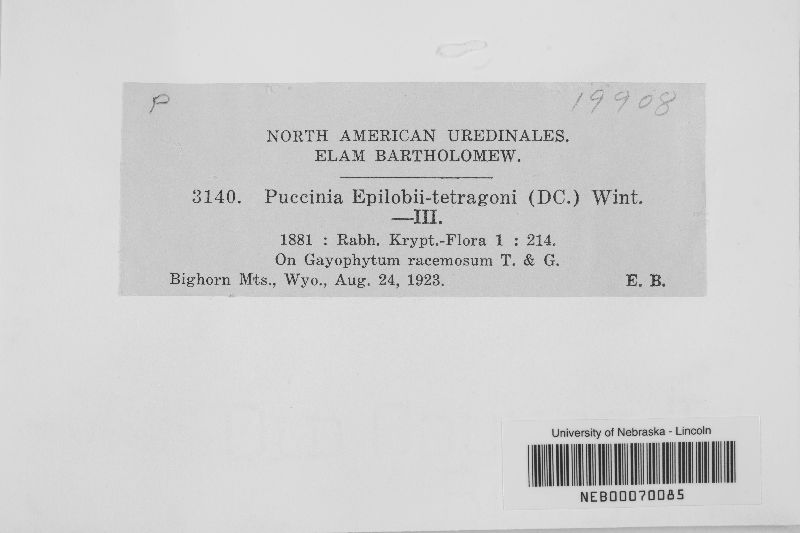 P 19908
NORTH AMERICAN UREDINALES.
ELAM BARTHOLOMEW.
3140. Puccinia Epilobii-tetragoni (DC.) Wint.
—III.
1881 : Rabh. Krypt.-Flora 1 : 214.
On Gayophytum racemosum T. & G.
Bighorn Mts., Wyo., Aug. 24, 1923. E. B.
University of Nebraska - Lincoln
NEB00070085